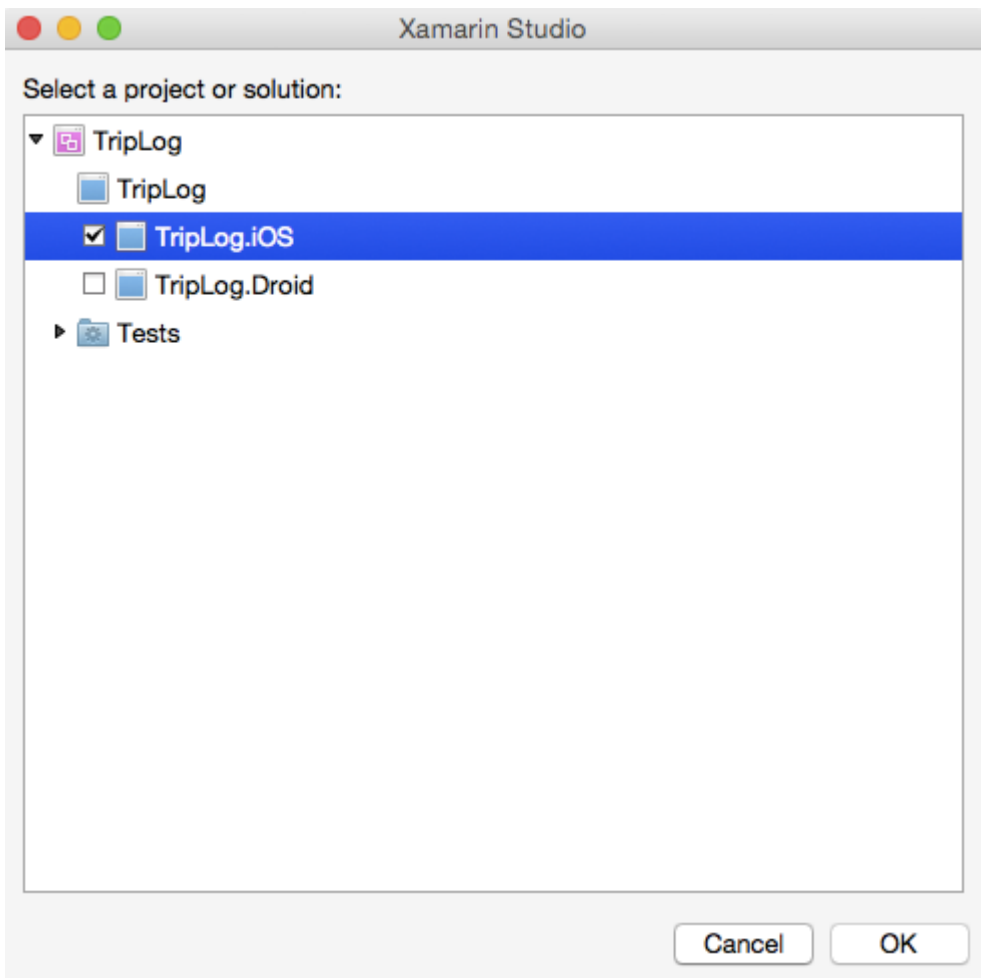 Xamarin Studio
Select a project or solution:
TripLog
TripLog
TripLog.iOS
TripLog.Droid
Tests
Cancel OK